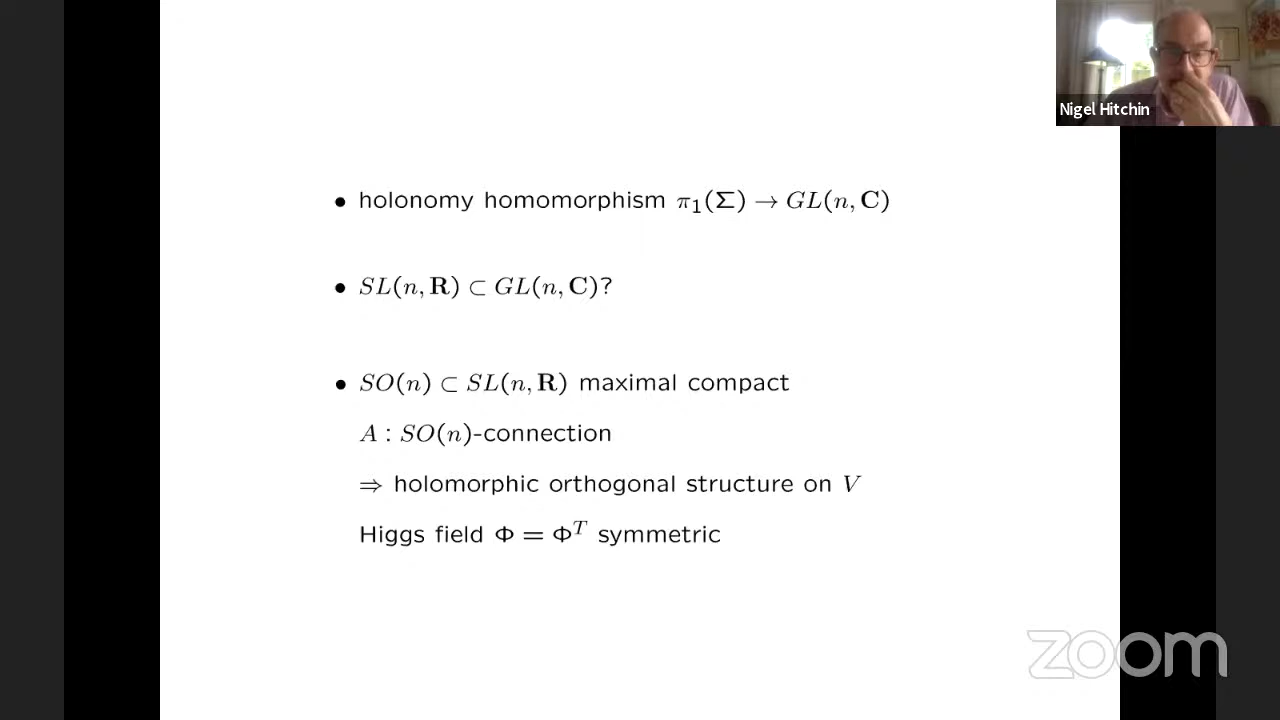 Nigel Hitchin
• holonomy homomorphism π₁(Σ) → GL(n, C)
• SL(n, R) ⊂ GL(n, C)?
• SO(n) ⊂ SL(n, R) maximal compact
A : SO(n)-connection
⇒ holomorphic orthogonal structure on V
Higgs field Φ = Φᵀ symmetric
zoom